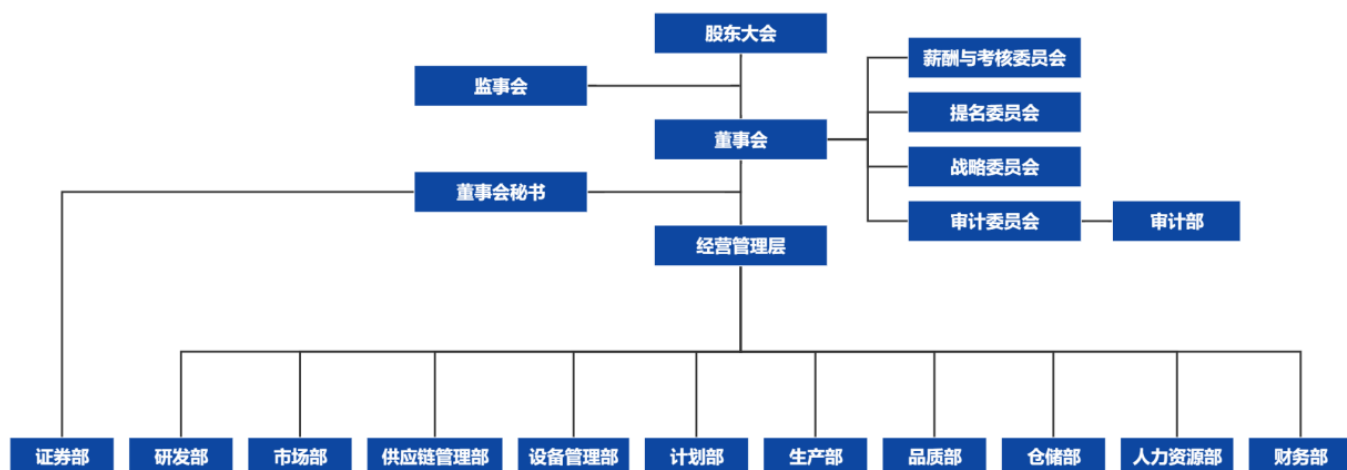 股东大会
薪酬与考核委员会
监事会
提名委员会
董事会
战略委员会
董事会秘书
审计委员会
审计部
经营管理层
证券部
研发部
市场部
供应链管理部
设备管理部
计划部
生产部
品质部
仓储部
人力资源部
财务部